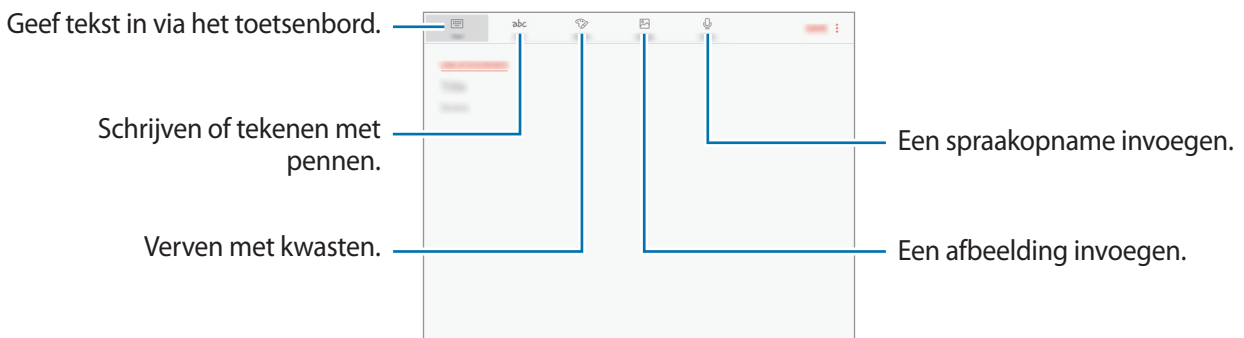 Geef tekst in via het toetsenbord.
abc
Schrijven of tekenen met
pennen.
Een spraakopname invoegen.
Verven met kwasten.
Een afbeelding invoegen.